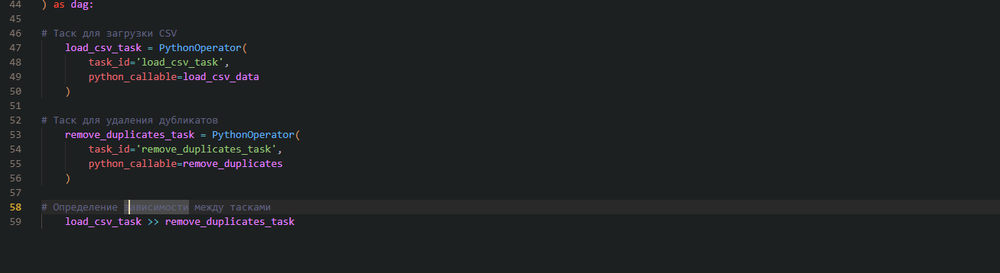 44 ) as dag:
45
46 # Таск для загрузки CSV
47 load_csv_task = PythonOperator(
48 task_id='load_csv_task',
49 python_callable=load_csv_data
50 )
51
52 # Таск для удаления дубликатов
53 remove_duplicates_task = PythonOperator(
54 task_id='remove_duplicates_task',
55 python_callable=remove_duplicates
56 )
57
58 # Определение зависимости между тасками
59 load_csv_task >> remove_duplicates_task